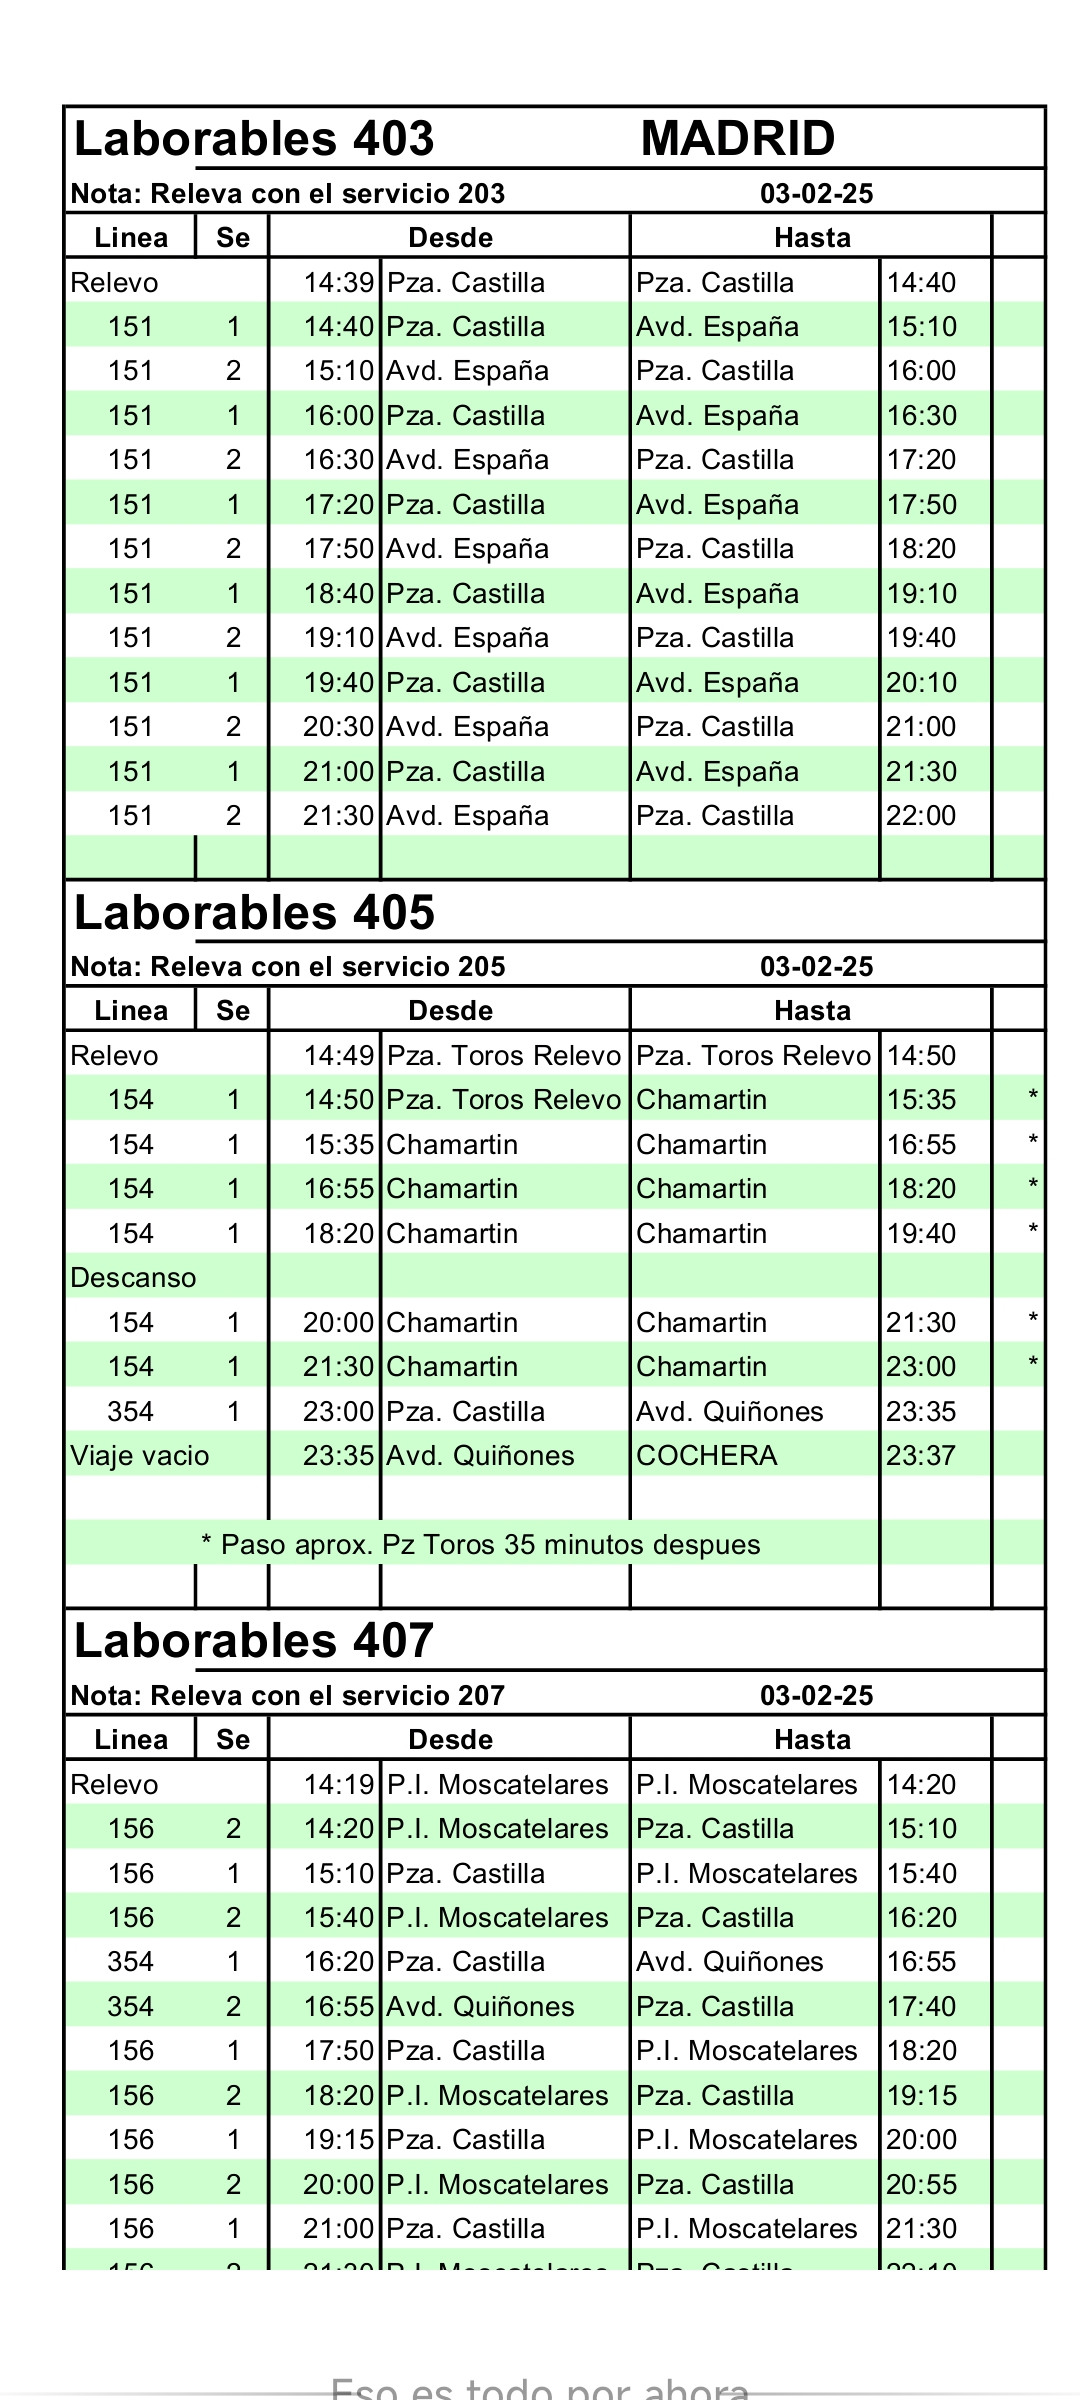 Laborables 403 MADRID
Nota: Releva con el servicio 203 03-02-25
Linea Se Desde Hasta
Relevo 14:39 Pza. Castilla Pza. Castilla 14:40
151 1 14:40 Pza. Castilla Avd. España 15:10
151 2 15:10 Avd. España Pza. Castilla 16:00
151 1 16:00 Pza. Castilla Avd. España 16:30
151 2 16:30 Avd. España Pza. Castilla 17:20
151 1 17:20 Pza. Castilla Avd. España 17:50
151 2 17:50 Avd. España Pza. Castilla 18:20
151 1 18:40 Pza. Castilla Avd. España 19:10
151 2 19:10 Avd. España Pza. Castilla 19:40
151 1 19:40 Pza. Castilla Avd. España 20:10
151 2 20:30 Avd. España Pza. Castilla 21:00
151 1 21:00 Pza. Castilla Avd. España 21:30
151 2 21:30 Avd. España Pza. Castilla 22:00
Laborables 405
Nota: Releva con el servicio 205 03-02-25
Linea Se Desde Hasta
Relevo 14:49 Pza. Toros Relevo Pza. Toros Relevo 14:50
154 1 14:50 Pza. Toros Relevo Chamartin 15:35 *
154 1 15:35 Chamartin Chamartin 16:55 *
154 1 16:55 Chamartin Chamartin 18:20 *
154 1 18:20 Chamartin Chamartin 19:40 *
Descanso
154 1 20:00 Chamartin Chamartin 21:30 *
154 1 21:30 Chamartin Chamartin 23:00 *
354 1 23:00 Pza. Castilla Avd. Quiñones 23:35
Viaje vacio 23:35 Avd. Quiñones COCHERA 23:37
* Paso aprox. Pz Toros 35 minutos despues
Laborables 407
Nota: Releva con el servicio 207 03-02-25
Linea Se Desde Hasta
Relevo 14:19 P.I. Moscatelares P.I. Moscatelares 14:20
156 2 14:20 P.I. Moscatelares Pza. Castilla 15:10
156 1 15:10 Pza. Castilla P.I. Moscatelares 15:40
156 2 15:40 P.I. Moscatelares Pza. Castilla 16:20
354 1 16:20 Pza. Castilla Avd. Quiñones 16:55
354 2 16:55 Avd. Quiñones Pza. Castilla 17:40
156 1 17:50 Pza. Castilla P.I. Moscatelares 18:20
156 2 18:20 P.I. Moscatelares Pza. Castilla 19:15
156 1 19:15 Pza. Castilla P.I. Moscatelares 20:00
156 2 20:00 P.I. Moscatelares Pza. Castilla 20:55
156 1 21:00 Pza. Castilla P.I. Moscatelares 21:30
156 2 21:30 P.I. Moscatelares Pza. Castilla 22:10
Eso es todo por ahora